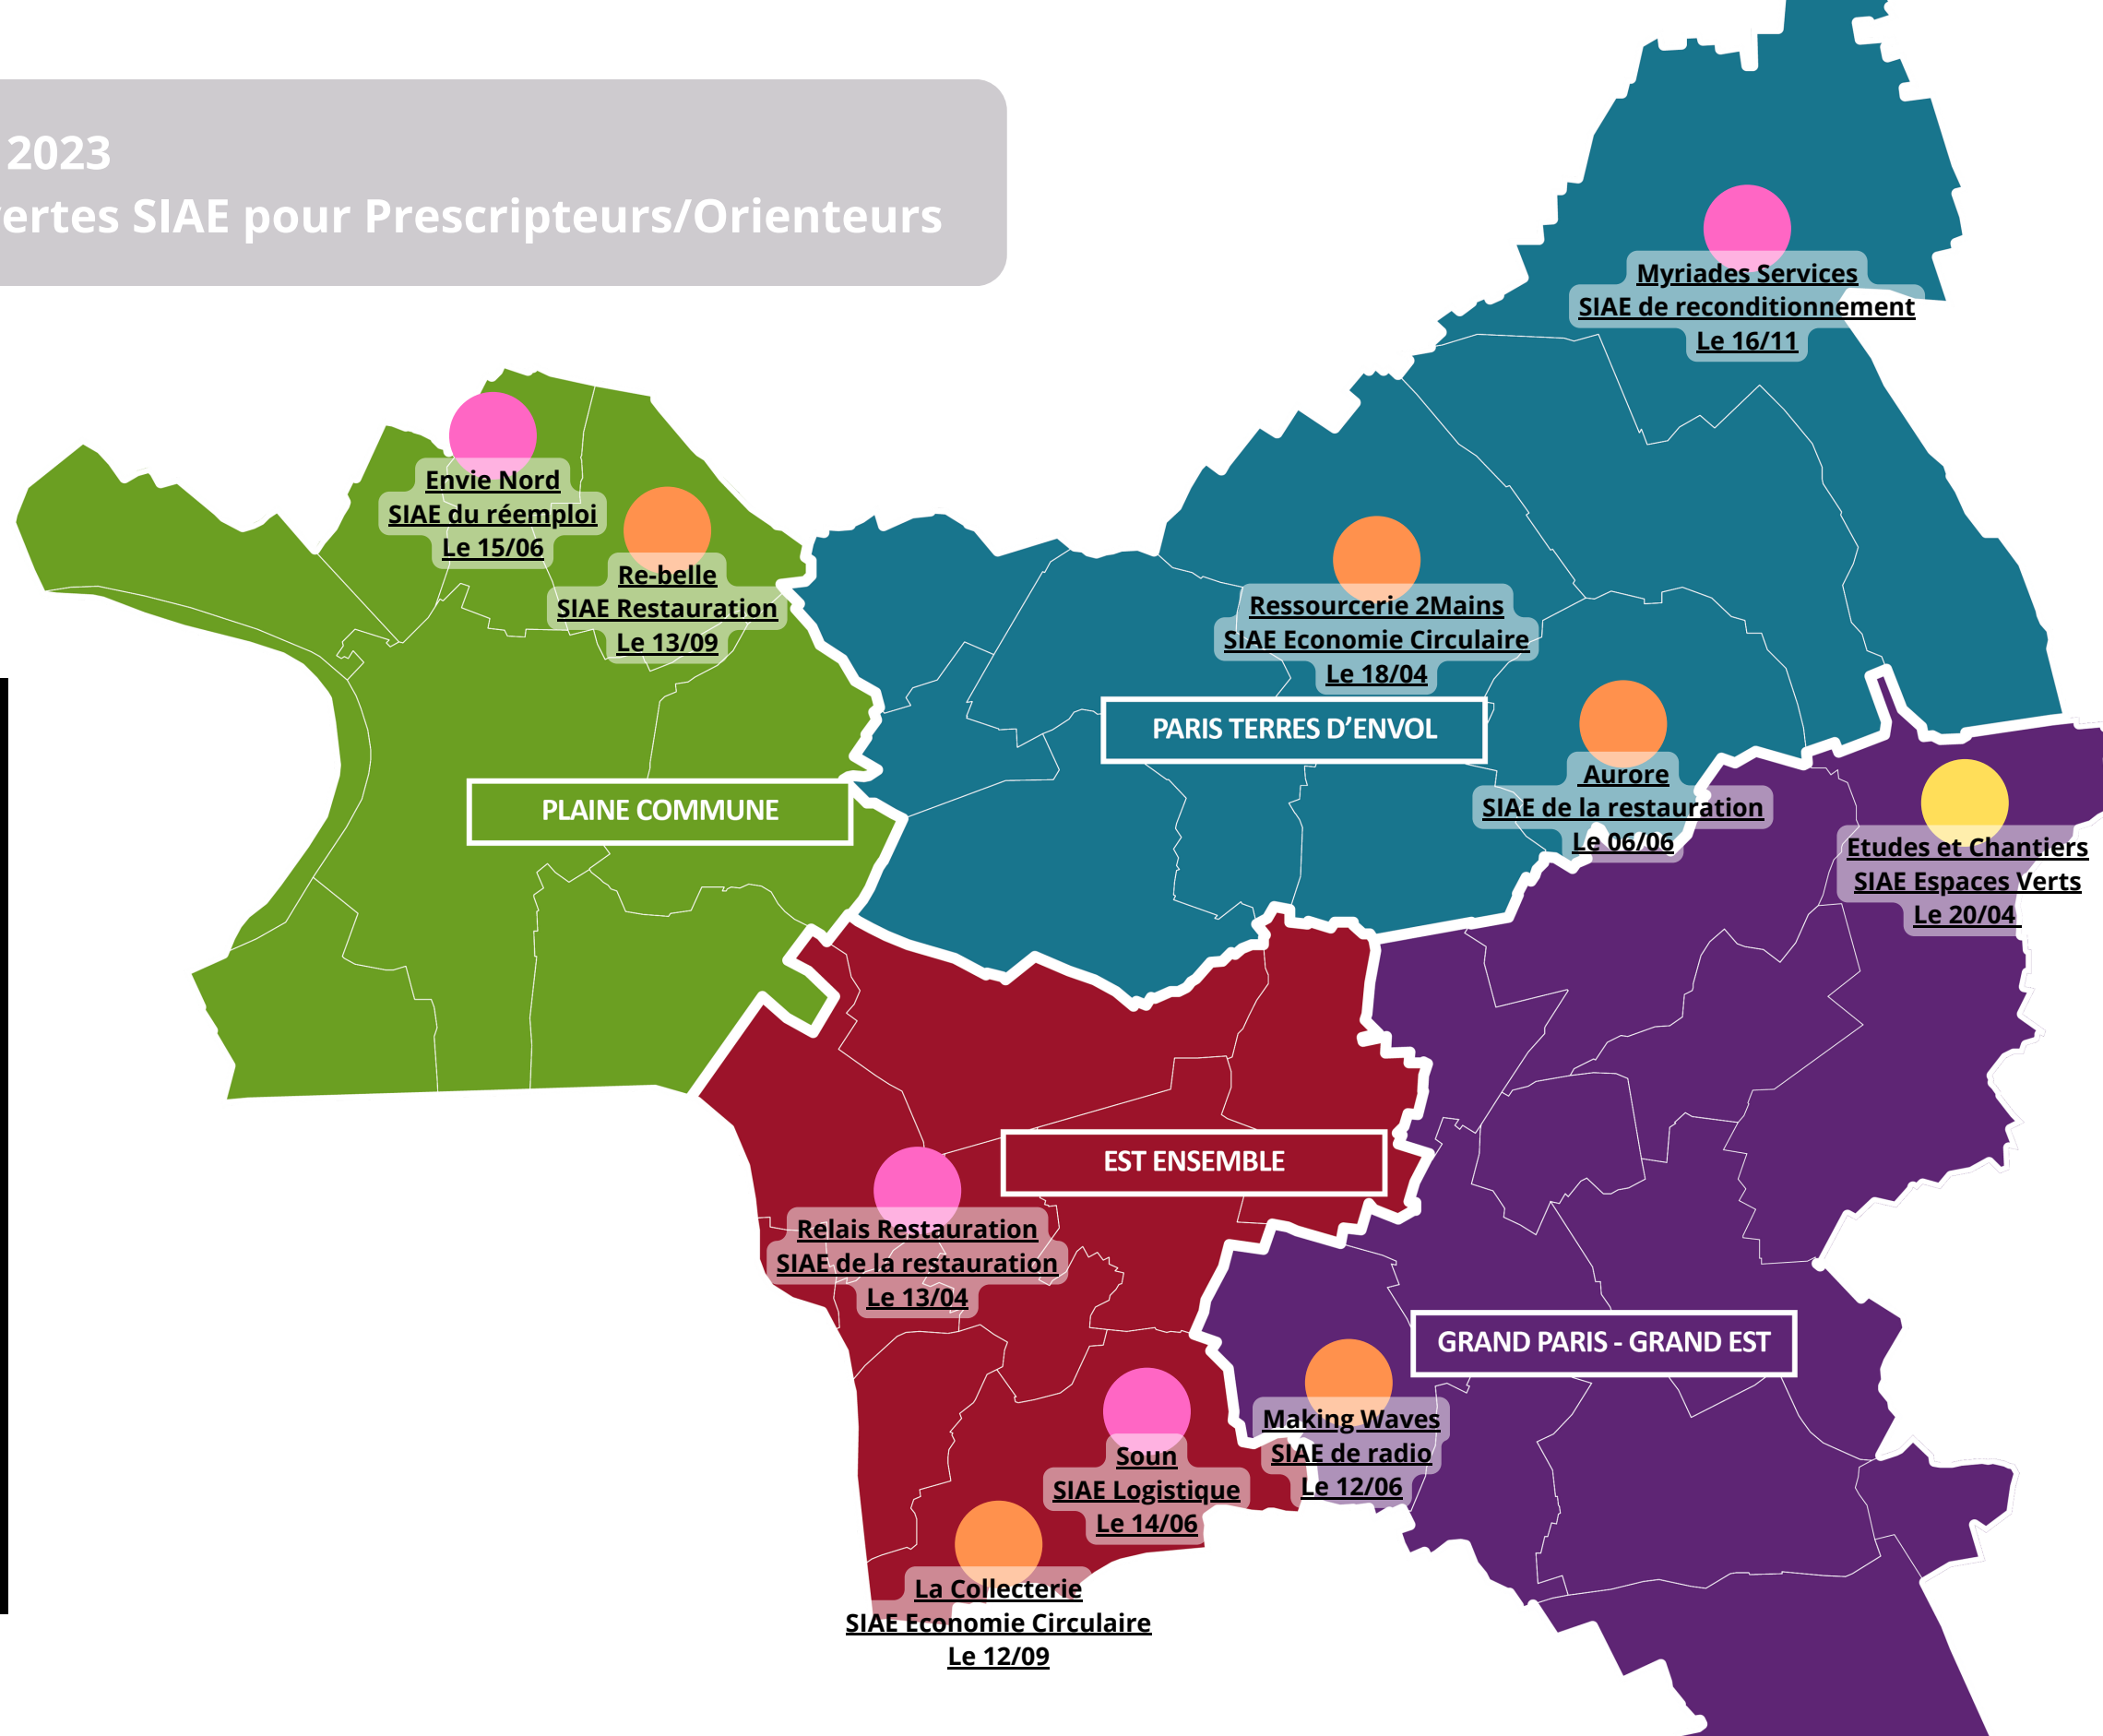 2023
SIAE pour Prescripteurs/Orienteurs
Myriades Services
SIAE de reconditionnement
Le 16/11
Envie Nord
SIAE du réemploi
Le 15/06
Re-belle
SIAE Restauration
Le 13/09
Ressourcerie 2Mains
SIAE Economie Circulaire
Le 18/04
PARIS TERRES D’ENVOL
Aurore
SIAE de la restauration
Le 06/06
PLAINE COMMUNE
Etudes et Chantiers
SIAE Espaces Verts
Le 20/04
EST ENSEMBLE
Relais Restauration
SIAE de la restauration
Le 13/04
GRAND PARIS - GRAND EST
Making Waves
SIAE de radio
Le 12/06
Soun
SIAE Logistique
Le 14/06
La Collecterie
SIAE Economie Circulaire
Le 12/09